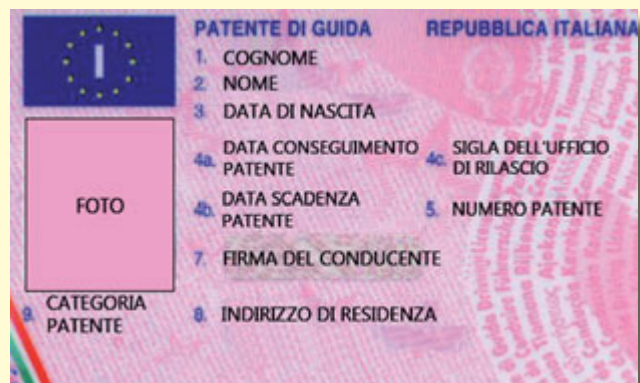 I
PATENTE DI GUIDA REPUBBLICA ITALIANA
1. COGNOME
2. NOME
3. DATA DI NASCITA
4a. DATA CONSEGUIMENTO
PATENTE
4c. SIGLA DELL'UFFICIO
DI RILASCIO
FOTO
4b. DATA SCADENZA
PATENTE
5. NUMERO PATENTE
7. FIRMA DEL CONDUCENTE
9. CATEGORIA
PATENTE
8. INDIRIZZO DI RESIDENZA